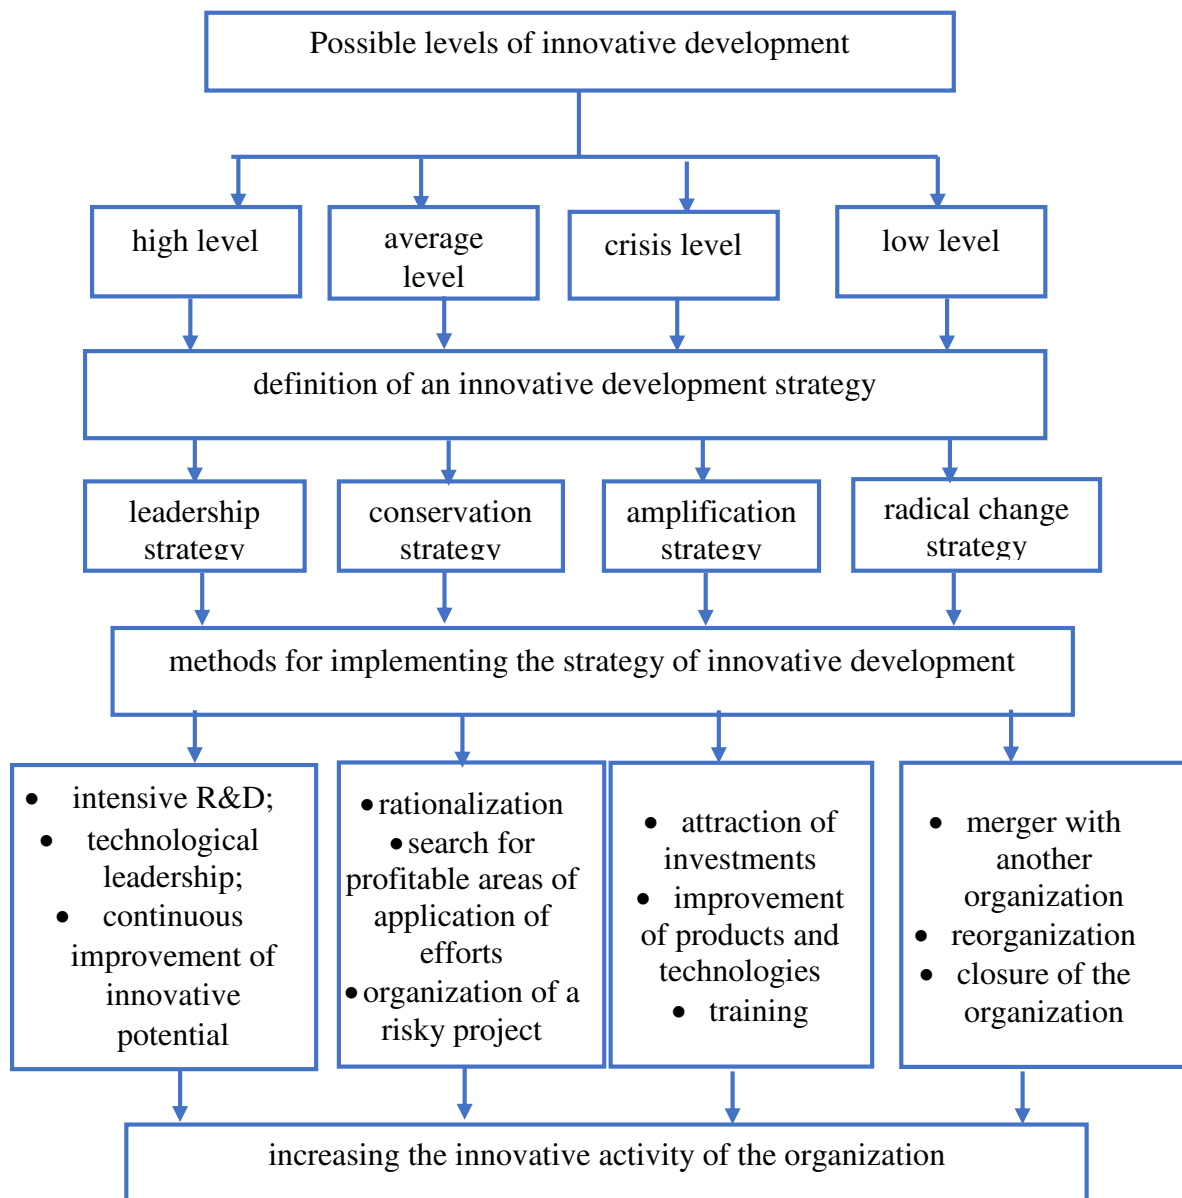 Possible levels of innovative development
high level
average
level
crisis level
low level
definition of an innovative development strategy
leadership
strategy
conservation
strategy
amplification
strategy
radical change
strategy
methods for implementing the strategy of innovative development
• intensive R&D;
• technological
leadership;
• continuous
improvement of
innovative
potential
• rationalization
• search for
profitable areas of
application of
efforts
• organization of a
risky project
• attraction of
investments
• improvement
of products and
technologies
• training
• merger with
another
organization
• reorganization
• closure of the
organization
increasing the innovative activity of the organization